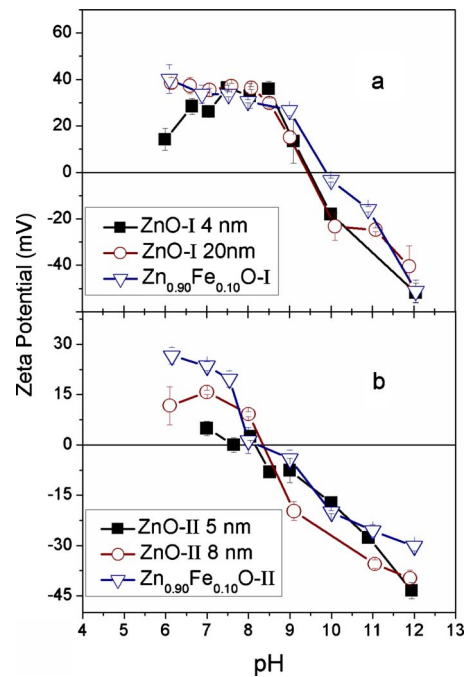 60
40
20
0
-20
-40
a
ZnO-I 4 nm
ZnO-I 20nm
Zn0.90Fe0.10O-I
Zeta Potential (mV)
30
15
0
-15
-30
-45
b
ZnO-II 5 nm
ZnO-II 8 nm
Zn0.90Fe0.10O-II
4 5 6 7 8 9 10 11 12 13
pH